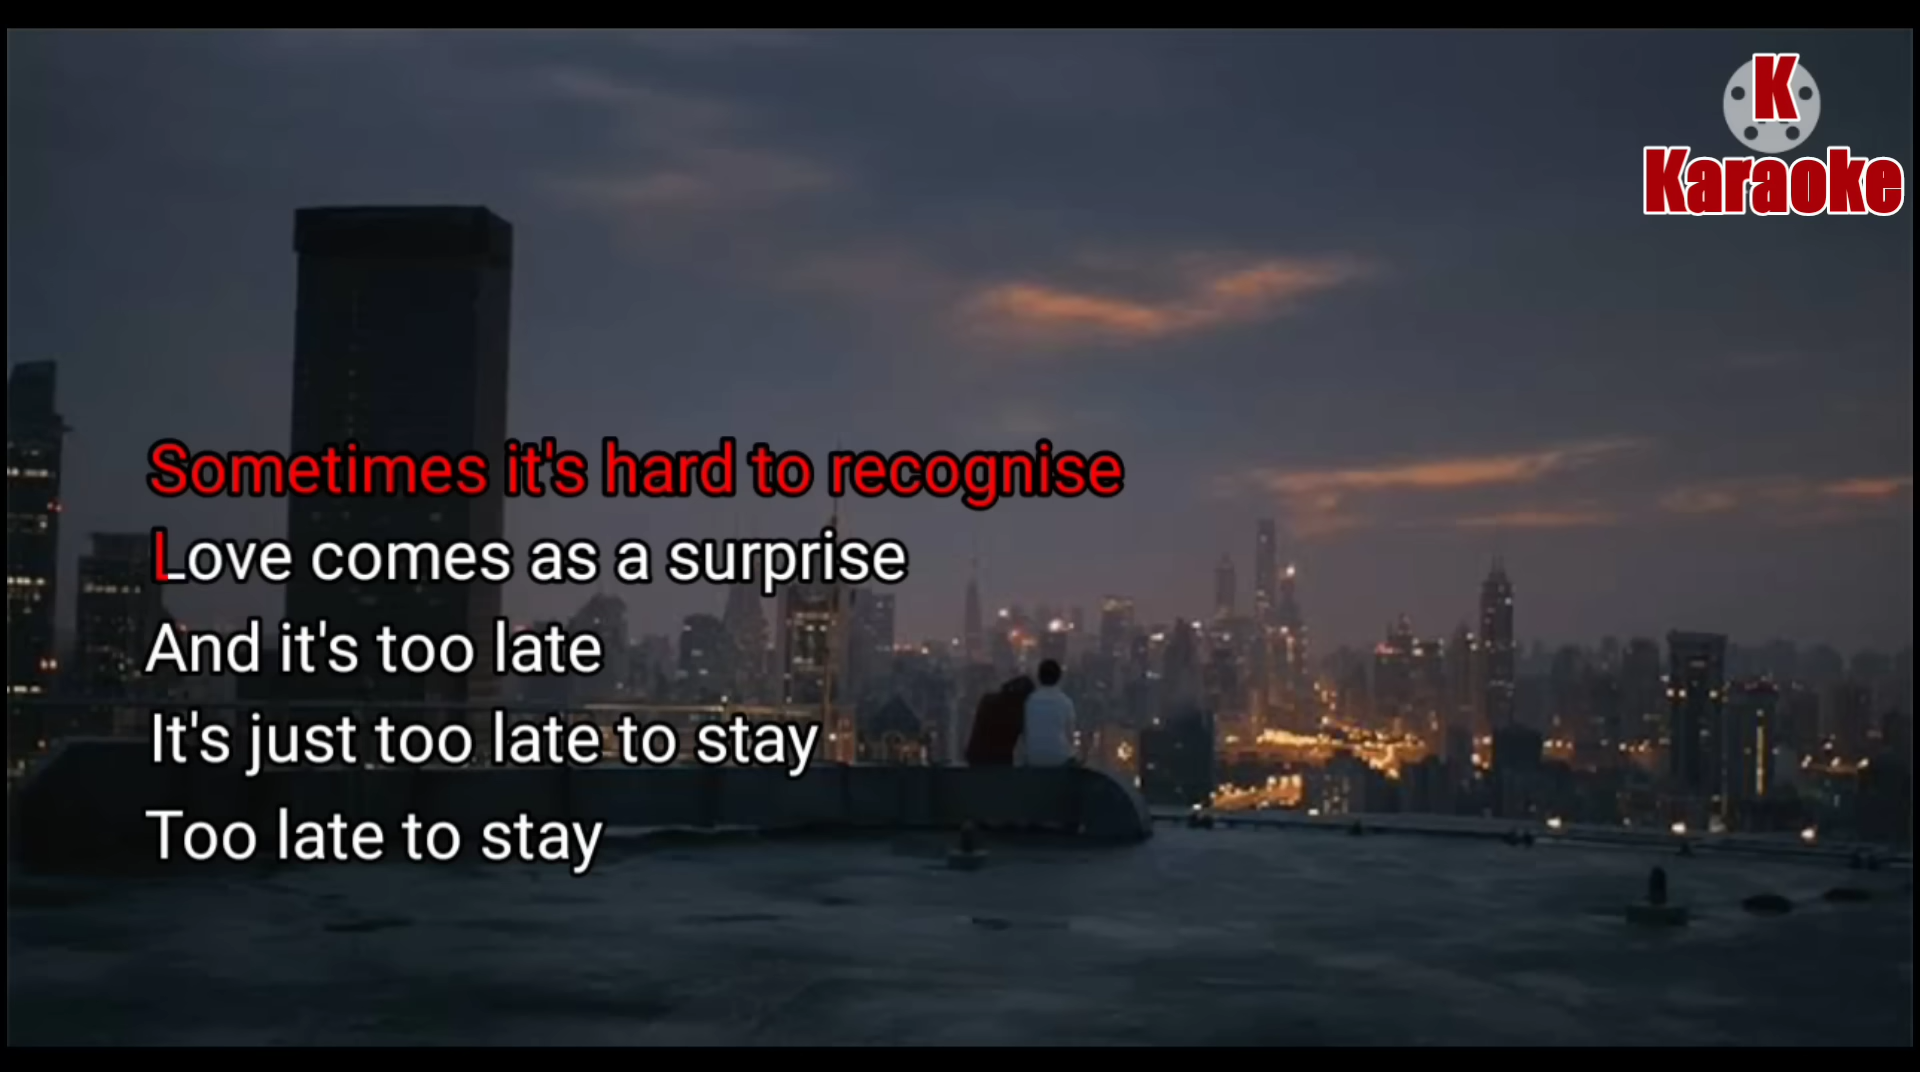 K
Karaoke
Sometimes it's hard to recognise
Love comes as a surprise
And it's too late
It's just too late to stay
Too late to stay